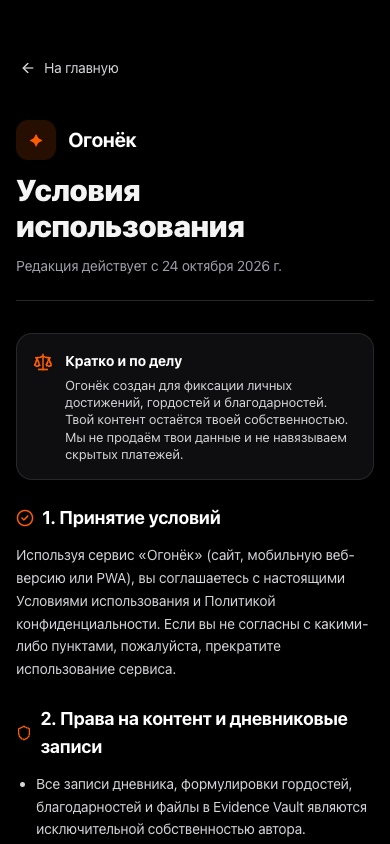 На главную
Огонёк
Условия
использования
Редакция действует с 24 октября 2026 г.
Кратко и по делу
Огонёк создан для фиксации личных
достижений, гордостей и благодарностей.
Твой контент остаётся твоей собственностью.
Мы не продаём твои данные и не навязываем
скрытых платежей.
1. Принятие условий
Используя сервис «Огонёк» (сайт, мобильную веб-
версию или PWA), вы соглашаетесь с настоящими
Условиями использования и Политикой
конфиденциальности. Если вы не согласны с какими-
либо пунктами, пожалуйста, прекратите
использование сервиса.
2. Права на контент и дневниковые
записи
• Все записи дневника, формулировки гордостей,
благодарностей и файлы в Evidence Vault являются
исключительной собственностью автора.